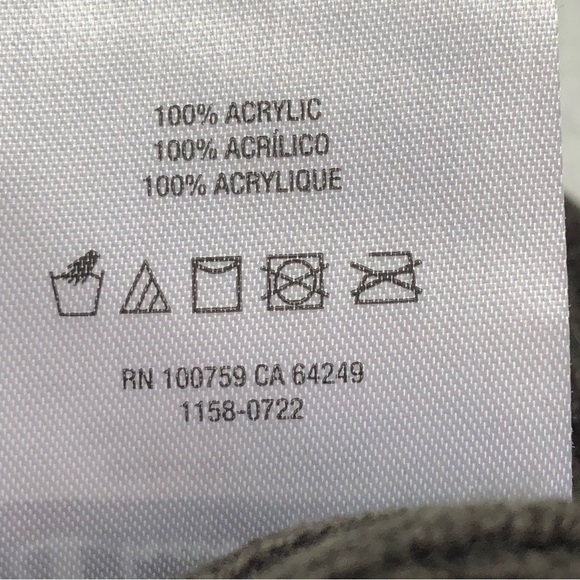 100% ACRYLIC
100% ACRÍLICO
100% ACRYLIQUE
RN 100759 CA 64249
1158-0722